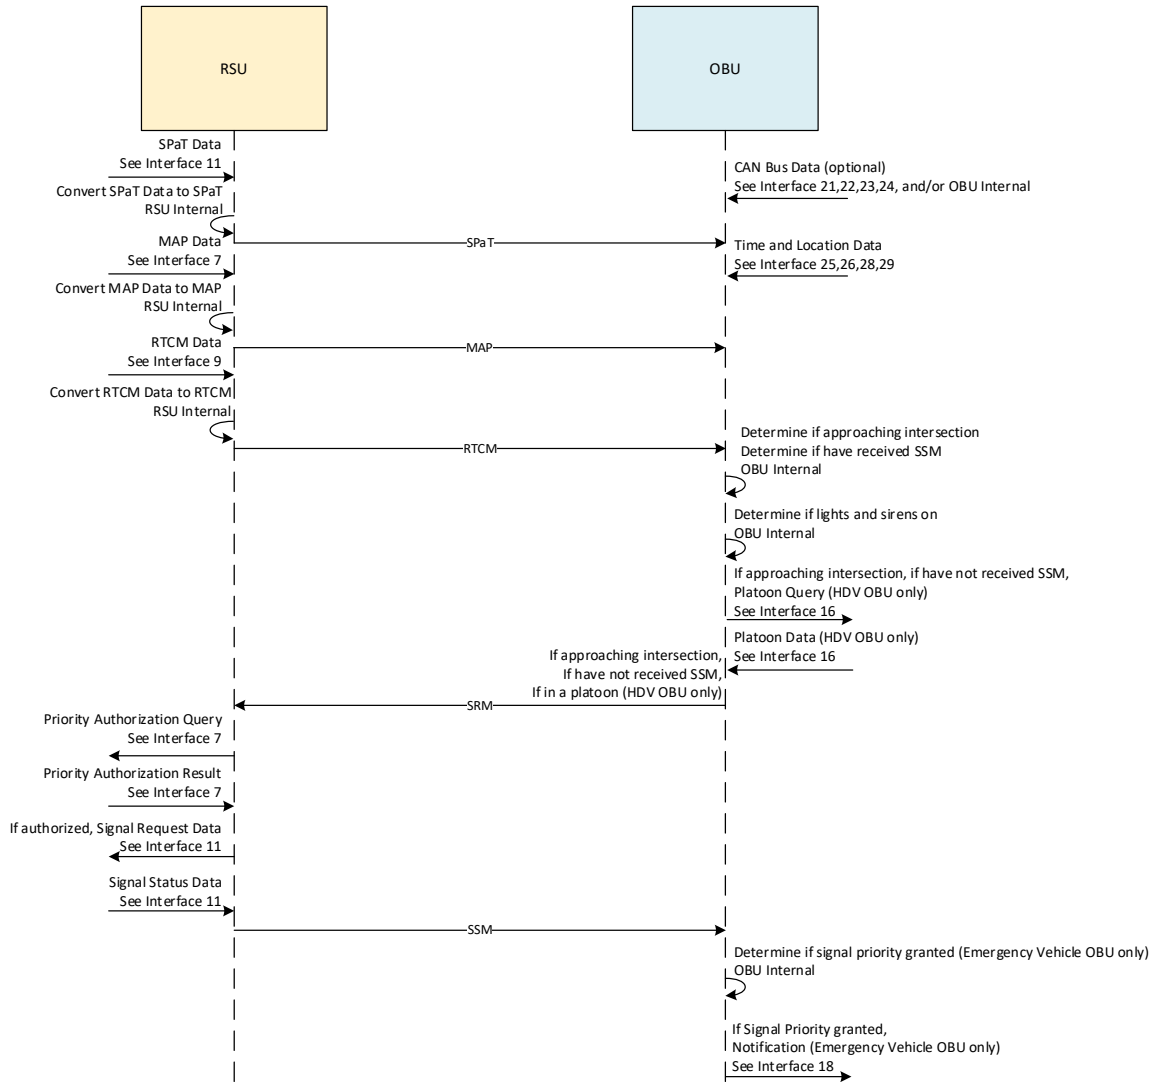 RSU
OBU
SPaT Data
See Interface 11
CAN Bus Data (optional)
See Interface 21,22,23,24, and/or OBU Internal
Convert SPaT Data to SPaT
RSU Internal
SPaT
MAP Data
See Interface 7
Time and Location Data
See Interface 25,26,28,29
Convert MAP Data to MAP
RSU Internal
MAP
RTCM Data
See Interface 9
Convert RTCM Data to RTCM
RSU Internal
RTCM
Determine if approaching intersection
Determine if have received SSM
OBU Internal
Determine if lights and sirens on
OBU Internal
If approaching intersection, if have not received SSM,
Platoon Query (HDV OBU only)
See Interface 16
Platoon Data (HDV OBU only)
See Interface 16
If approaching intersection,
If have not received SSM,
If in a platoon (HDV OBU only)
SRM
Priority Authorization Query
See Interface 7
Priority Authorization Result
See Interface 7
If authorized, Signal Request Data
See Interface 11
Signal Status Data
See Interface 11
SSM
Determine if signal priority granted (Emergency Vehicle OBU only)
OBU Internal
If Signal Priority granted,
Notification (Emergency Vehicle OBU only)
See Interface 18